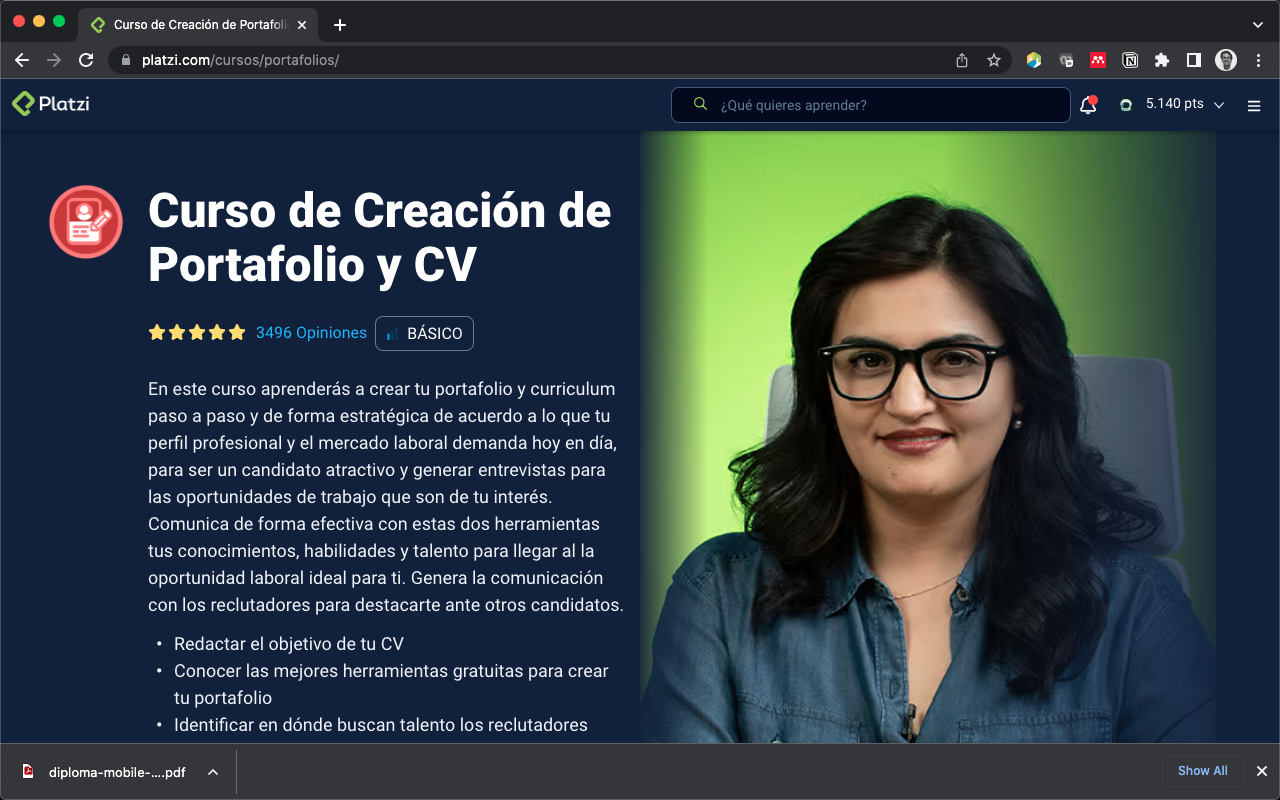 Curso de Creación de Portafoli
platzi.com/cursos/portafolios/
Platzi
¿Qué quieres aprender?
5.140 pts
Curso de Creación de
Portafolio y CV
3496 Opiniones
BÁSICO
En este curso aprenderás a crear tu portafolio y curriculum
paso a paso y de forma estratégica de acuerdo a lo que tu
perfil profesional y el mercado laboral demanda hoy en día,
para ser un candidato atractivo y generar entrevistas para
las oportunidades de trabajo que son de tu interés.
Comunica de forma efectiva con estas dos herramientas
tus conocimientos, habilidades y talento para llegar al la
oportunidad laboral ideal para ti. Genera la comunicación
con los reclutadores para destacarte ante otros candidatos.
• Redactar el objetivo de tu CV
• Conocer las mejores herramientas gratuitas para crear
tu portafolio
• Identificar en dónde buscan talento los reclutadores
diploma-mobile-....pdf
Show All